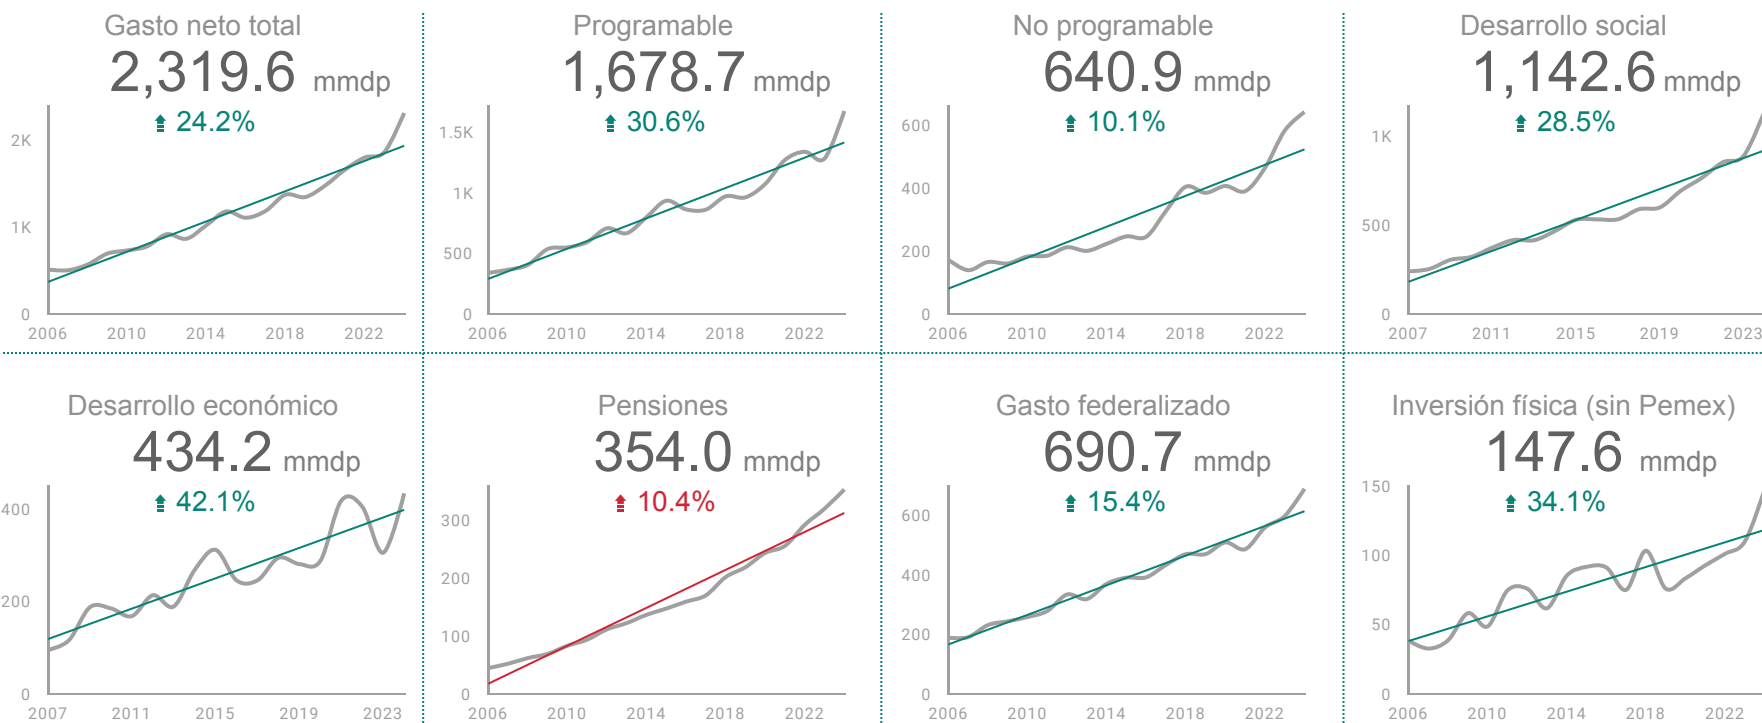 Gasto neto total
2,319.6 mmdp
24.2%
2K
1K
0
2006 2010 2014 2018 2022
Programable
1,678.7 mmdp
30.6%
1.5K
1K
500
0
2006 2010 2014 2018 2022
No programable
640.9 mmdp
10.1%
600
400
200
0
2006 2010 2014 2018 2022
Desarrollo social
1,142.6 mmdp
28.5%
1K
500
0
2007 2011 2015 2019 2023
Desarrollo económico
434.2 mmdp
42.1%
400
200
0
2007 2011 2015 2019 2023
Pensiones
354.0 mmdp
10.4%
300
200
100
0
2006 2010 2014 2018 2022
Gasto federalizado
690.7 mmdp
15.4%
600
400
200
0
2006 2010 2014 2018 2022
Inversión física (sin Pemex)
147.6 mmdp
34.1%
150
100
50
0
2006 2010 2014 2018 2022